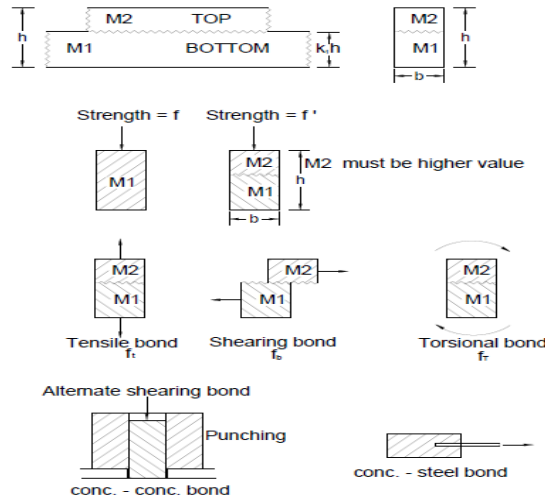 h M2 TOP M2 h
M1 BOTTOM k₁h M1
b
Strength = f Strength = f '
M1 M2 M1 h M2 must be higher value
b
M2 M2 M2
M1 M1 M1
Tensile bond Shearing bond Torsional bond
fₜ f_b f_T
Alternate shearing bond
Punching
conc. - conc. bond conc. - steel bond